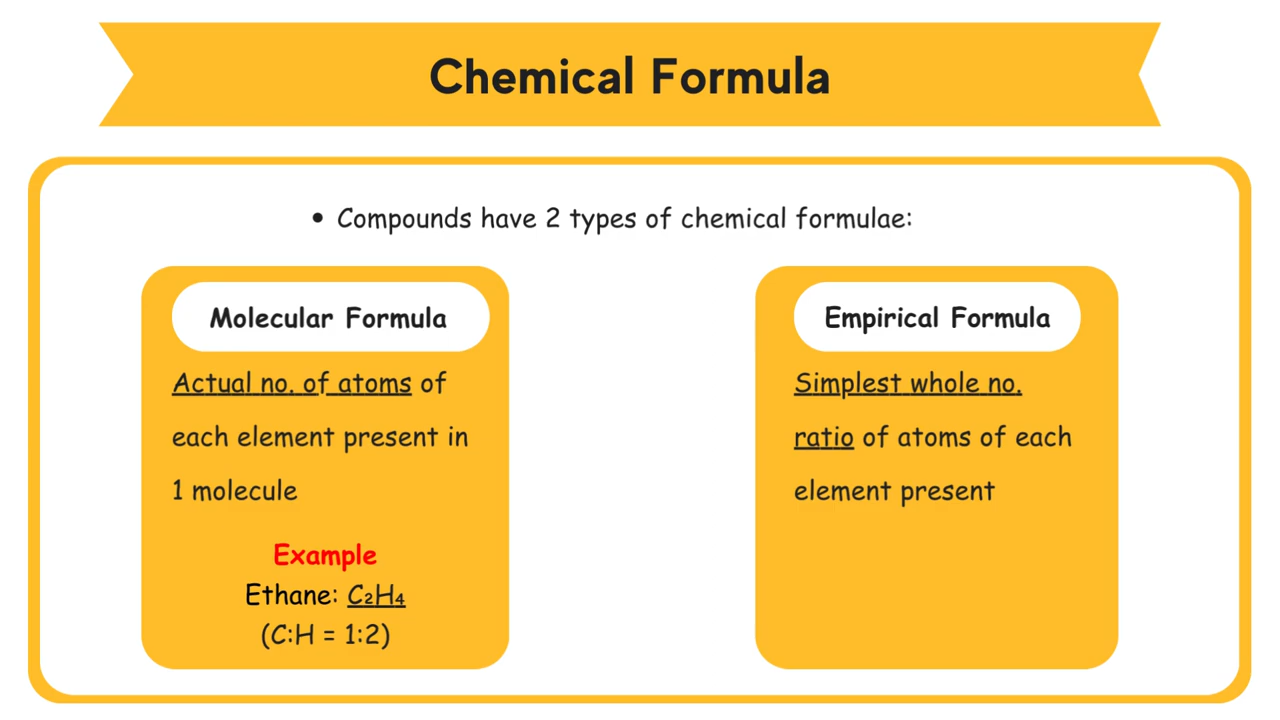 Chemical Formula
• Compounds have 2 types of chemical formulae:
Molecular Formula
Actual no. of atoms of
each element present in
1 molecule
Example
Ethane: C₂H₄
(C:H = 1:2)
Empirical Formula
Simplest whole no.
ratio of atoms of each
element present